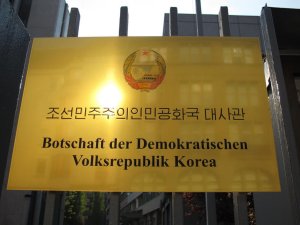 조선민주주의인민공화국 대사관
Botschaft der Demokratischen
Volksrepublik Korea